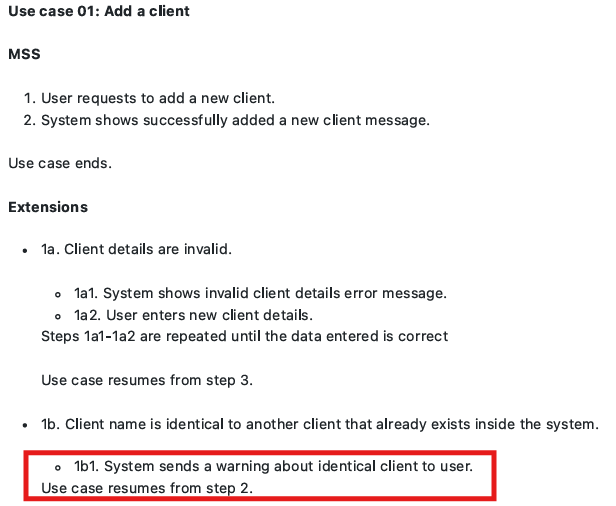 Use case 01: Add a client
MSS
1. User requests to add a new client.
2. System shows successfully added a new client message.
Use case ends.
Extensions
• 1a. Client details are invalid.
◦ 1a1. System shows invalid client details error message.
◦ 1a2. User enters new client details.
Steps 1a1-1a2 are repeated until the data entered is correct
Use case resumes from step 3.
• 1b. Client name is identical to another client that already exists inside the system.
◦ 1b1. System sends a warning about identical client to user.
Use case resumes from step 2.